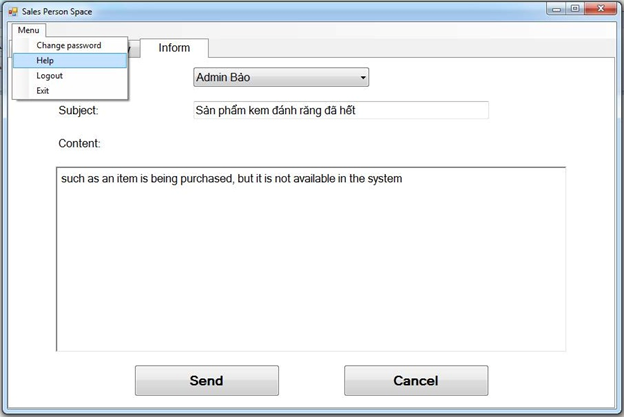 Sales Person Space
Menu
Change password
Help
Logout
Exit
Inform
Admin Bảo
Subject:
Sản phẩm kem đánh răng đã hết
Content:
such as an item is being purchased, but it is not available in the system
Send
Cancel